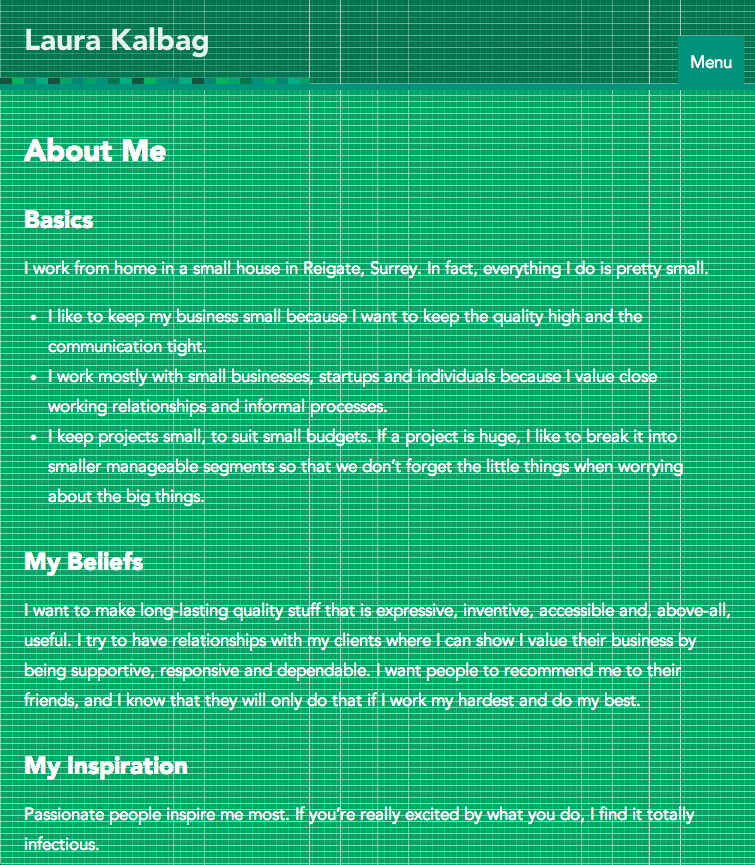 Laura Kalbag
Menu
About Me
Basics
I work from home in a small house in Reigate, Surrey. In fact, everything I do is pretty small.
• I like to keep my business small because I want to keep the quality high and the
communication tight.
• I work mostly with small businesses, startups and individuals because I value close
working relationships and informal processes.
• I keep projects small, to suit small budgets. If a project is huge, I like to break it into
smaller manageable segments so that we don’t forget the little things when worrying
about the big things.
My Beliefs
I want to make long-lasting quality stuff that is expressive, inventive, accessible and, above-all,
useful. I try to have relationships with my clients where I can show I value their business by
being supportive, responsive and dependable. I want people to recommend me to their
friends, and I know that they will only do that if I work my hardest and do my best.
My Inspiration
Passionate people inspire me most. If you’re really excited by what you do, I find it totally
infectious.